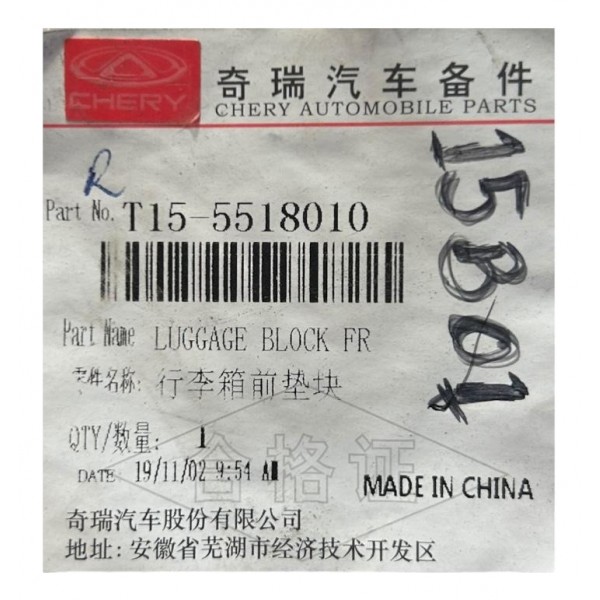 CHERY
奇瑞汽车备件
CHERY AUTOMOBILE PARTS
R
Part No. T15-5518010
Part Name LUGGAGE BLOCK FR
零件名称: 行李箱前垫块
QTY/数量: 1
DATE 19/11/02 9:54 AM
合格证
MADE IN CHINA
奇瑞汽车股份有限公司
地址: 安徽省芜湖市经济技术开发区